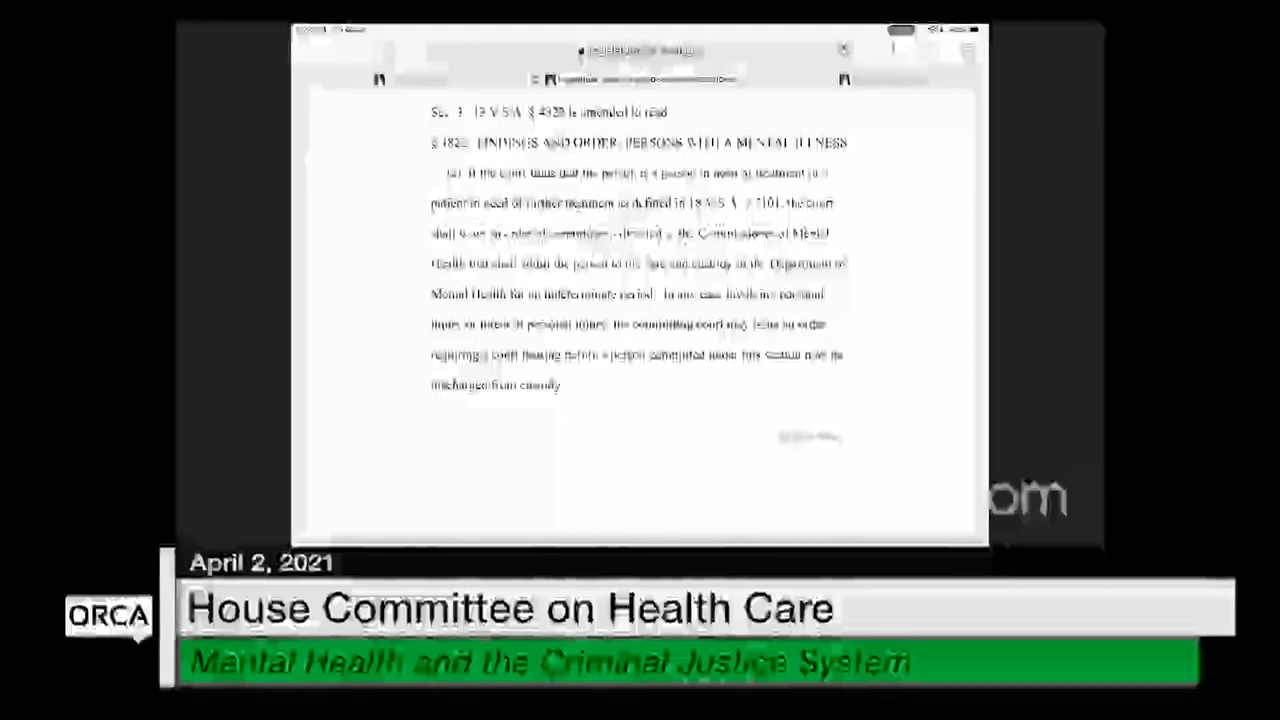 is amended to read
FINDINGS AND ORDER; PERSONS WITH A MENTAL ILLNESS
If the court finds that the person is a person in need of treatment or a
patient in need of further treatment as defined in 18 V.S.A. § 7101, the court
shall issue an order of commitment directed to the Commissioner of Mental
Health that shall admit the person to the care and custody of the Department of
Mental Health for an indeterminate period. In any case involving personal
injury or threat of personal injury, the committing court may issue an order
requiring a court hearing before a person committed under this section may be
discharged from custody
om
April 2, 2021
ORCA
House Committee on Health Care
Mental Health and the Criminal Justice System